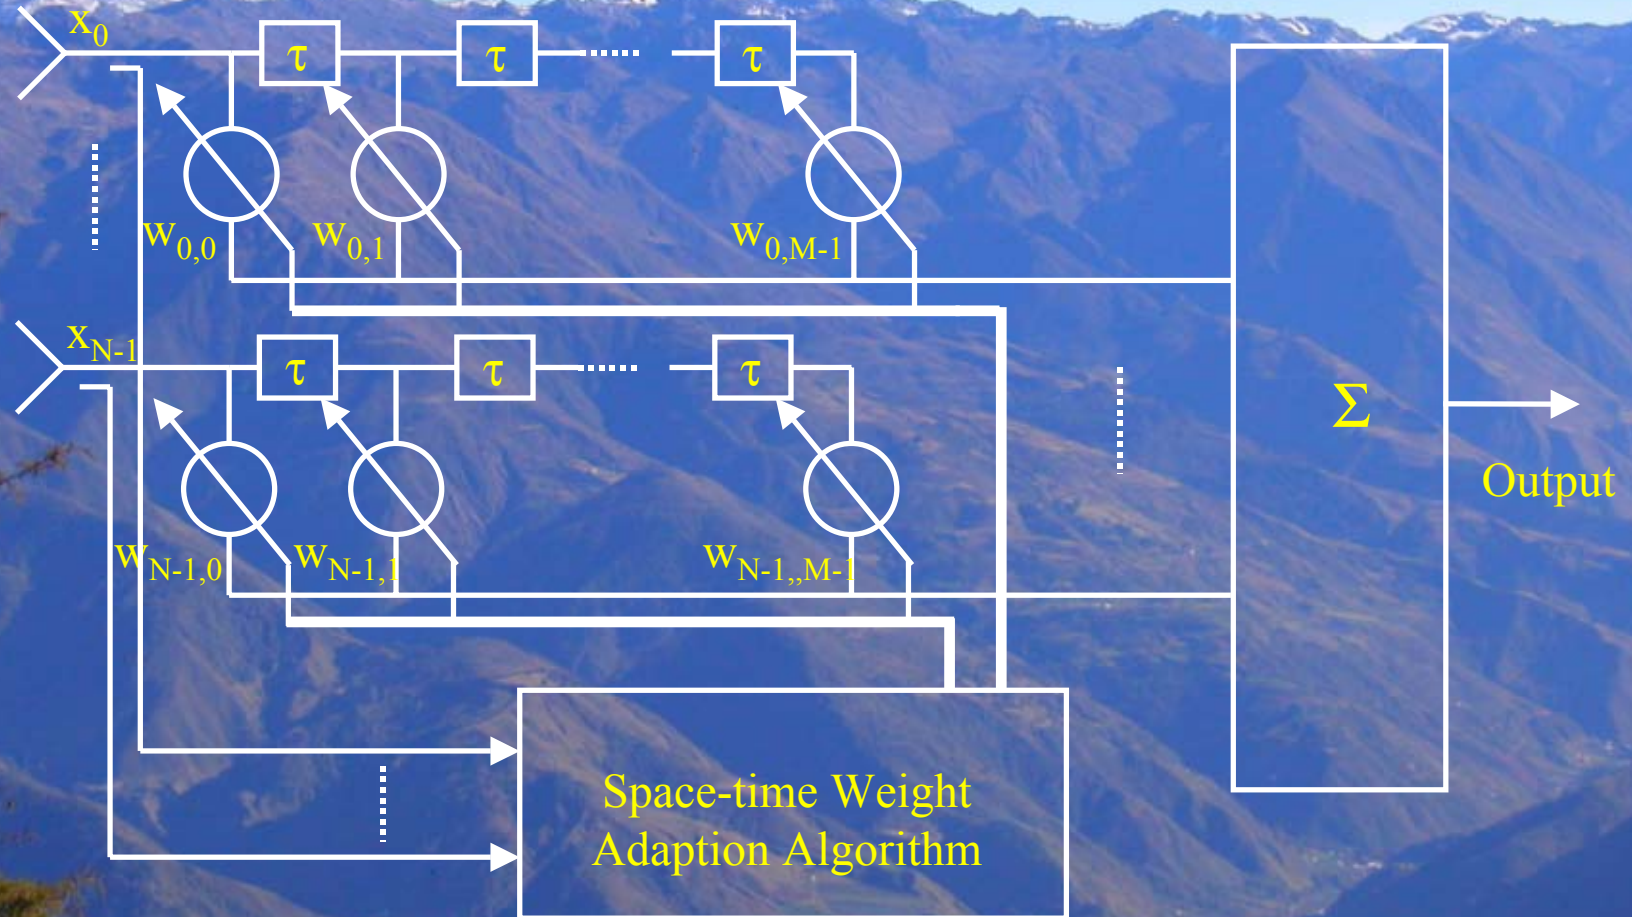 x0
τ τ τ
w0,0 w0,1 w0,M-1
xN-1
τ τ τ
Σ
Output
wN-1,0 wN-1,1 wN-1,,M-1
Space-time Weight
Adaption Algorithm